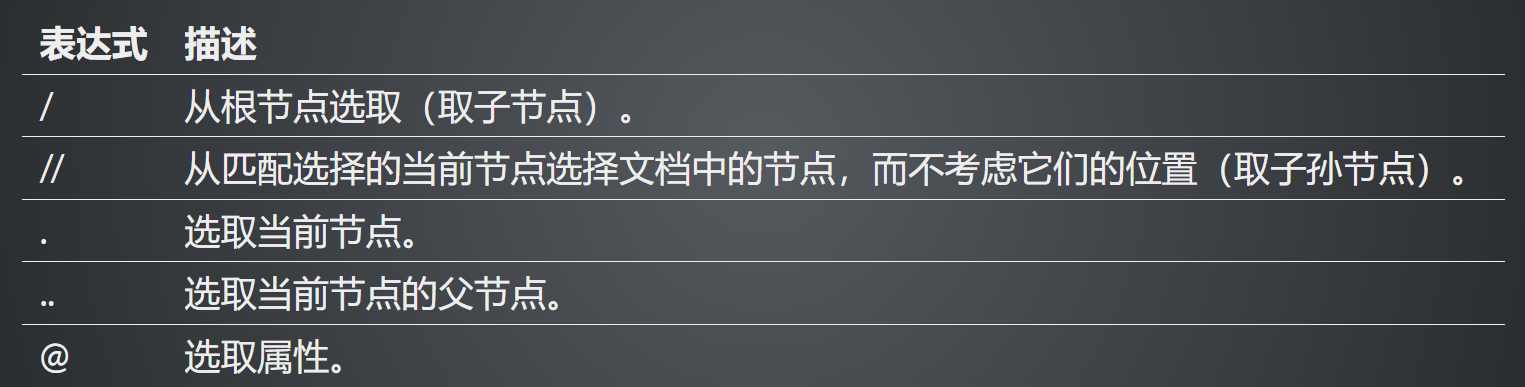 表达式 描述
/ 从根节点选取（取子节点）。
// 从匹配选择的当前节点选择文档中的节点，而不考虑它们的位置（取子孙节点）。
. 选取当前节点。
.. 选取当前节点的父节点。
@ 选取属性。